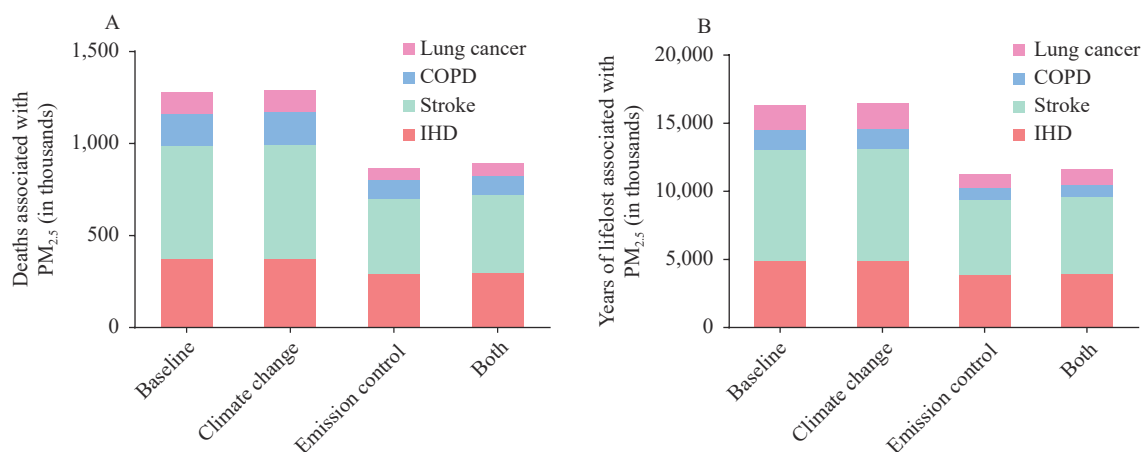 A
Deaths associated with
PM2.5 (in thousands)
1,500
1,000
500
0
Lung cancer
COPD
Stroke
IHD
Baseline
Climate change
Emission control
Both
B
Years of lifelost associated with
PM2.5 (in thousands)
20,000
15,000
10,000
5,000
0
Lung cancer
COPD
Stroke
IHD
Baseline
Climate change
Emission control
Both